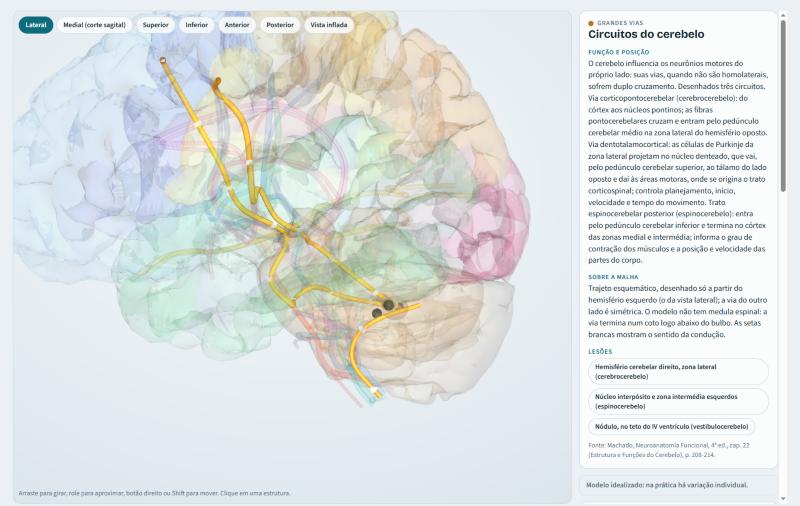 Lateral
Medial (corte sagital)
Superior
Inferior
Anterior
Posterior
Vista inflada
Arraste para girar, role para aproximar, botão direito ou Shift para mover. Clique em uma estrutura.
GRANDES VIAS
Circuitos do cerebelo
FUNÇÃO E POSIÇÃO
O cerebelo influencia os neurônios motores do
próprio lado: suas vias, quando não são homolaterais,
sofrem duplo cruzamento. Desenhados três circuitos.
Via corticopontocerebelar (cerebrocerebelo): do
córtex aos núcleos pontinos; as fibras
pontocerebelares cruzam e entram pelo pedúnculo
cerebelar médio na zona lateral do hemisfério oposto.
Via dentotalamocortical: as células de Purkinje da
zona lateral projetam no núcleo denteado, que vai,
pelo pedúnculo cerebelar superior, ao tálamo do lado
oposto e daí às áreas motoras, onde se origina o trato
corticospinal; controla planejamento, início,
velocidade e tempo do movimento. Trato
espinocerebelar posterior (espinocerebelo): entra
pelo pedúnculo cerebelar inferior e termina no córtex
das zonas medial e intermédia; informa o grau de
contração dos músculos e a posição e velocidade das
partes do corpo.
SOBRE A MALHA
Trajeto esquemático, desenhado só a partir do
hemisfério esquerdo (o da vista lateral); a via do outro
lado é simétrica. O modelo não tem medula espinal: a
via termina num coto logo abaixo do bulbo. As setas
brancas mostram o sentido da condução.
LESÕES
Hemisfério cerebelar direito, zona lateral
(cerebrocerebelo)
Núcleo interpósito e zona intermédia esquerdos
(espinocerebelo)
Nódulo, no teto do IV ventrículo (vestibulocerebelo)
Fonte: Machado, Neuroanatomia Funcional, 4ª ed., cap. 22
(Estrutura e Funções do Cerebelo), p. 208-214.
Modelo idealizado: na prática há variação individual.